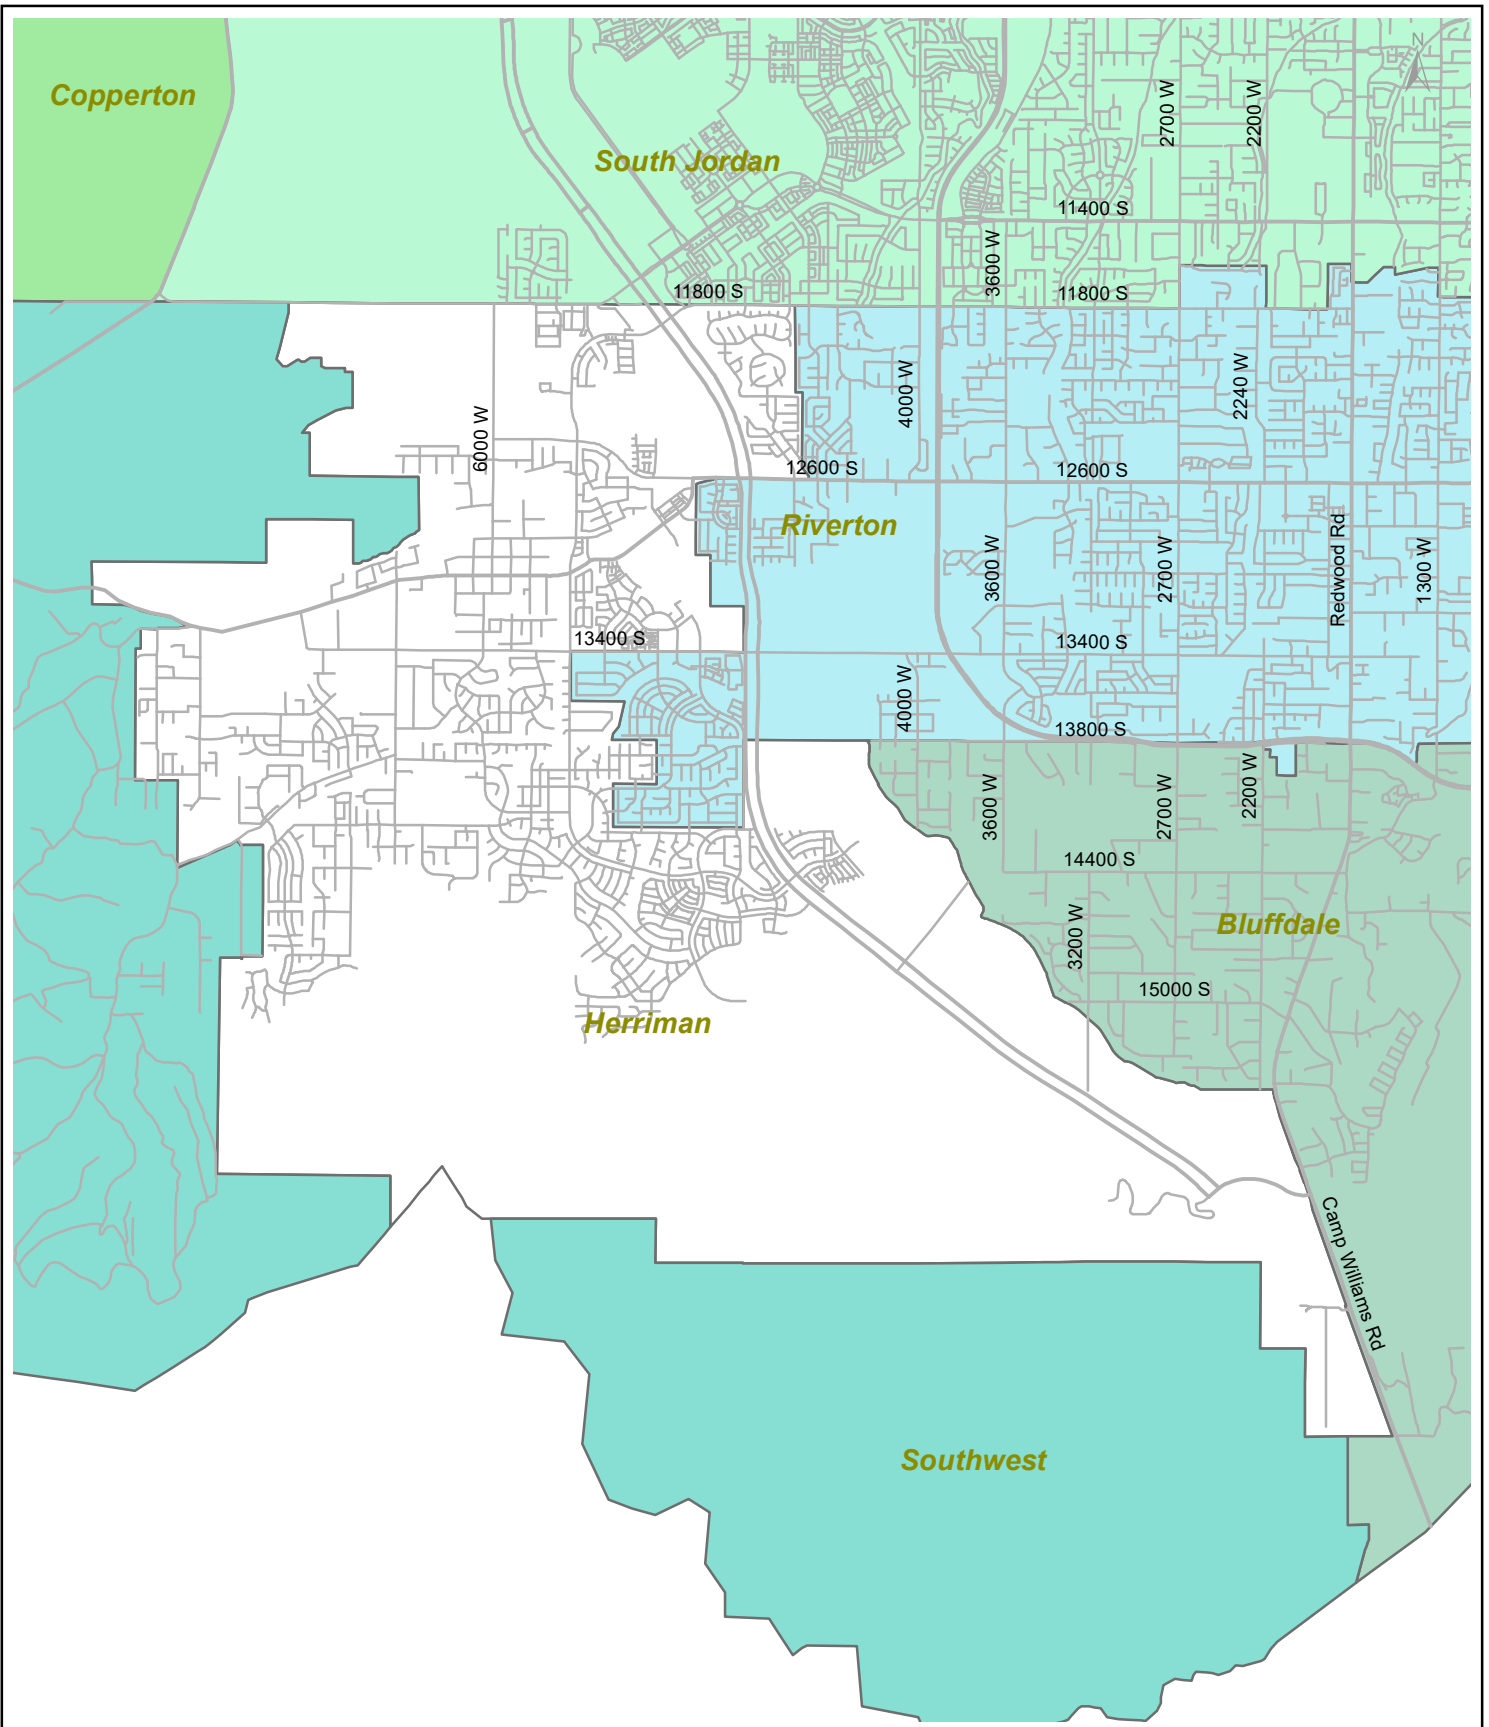 N
Copperton
2700 W
2200 W
South Jordan
11400 S
3600 W
11800 S
11800 S
4000 W
2240 W
6000 W
12600 S
12600 S
Riverton
Redwood Rd
3600 W
2700 W
1300 W
13400 S
13400 S
4000 W
13800 S
3600 W
2700 W
2200 W
14400 S
3200 W
Bluffdale
15000 S
Herriman
Camp Williams Rd
Southwest